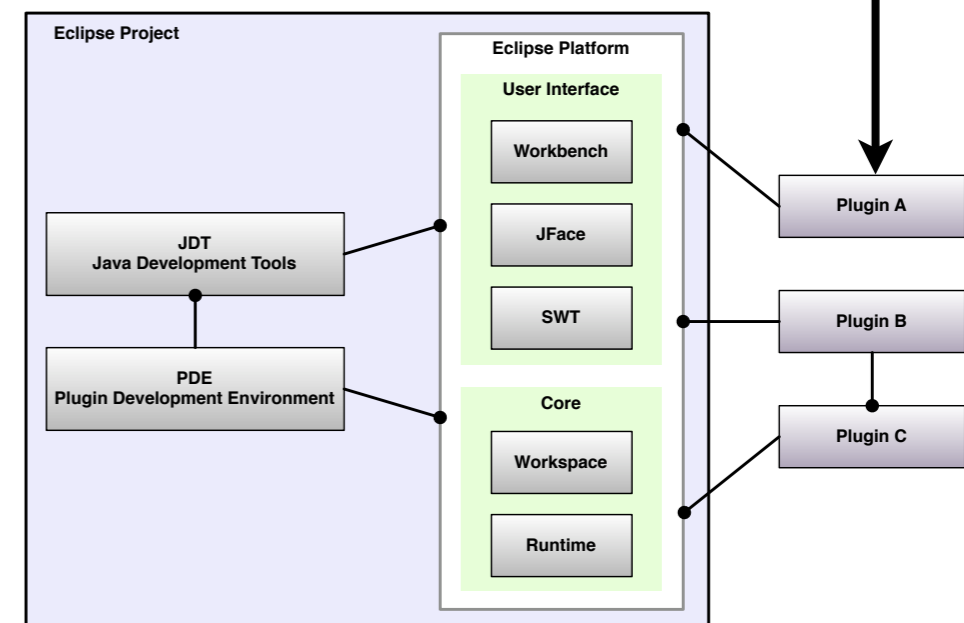 Eclipse Project
Eclipse Platform
User Interface
Workbench
JFace
SWT
Core
Workspace
Runtime
JDT
Java Development Tools
PDE
Plugin Development Environment
Plugin A
Plugin B
Plugin C